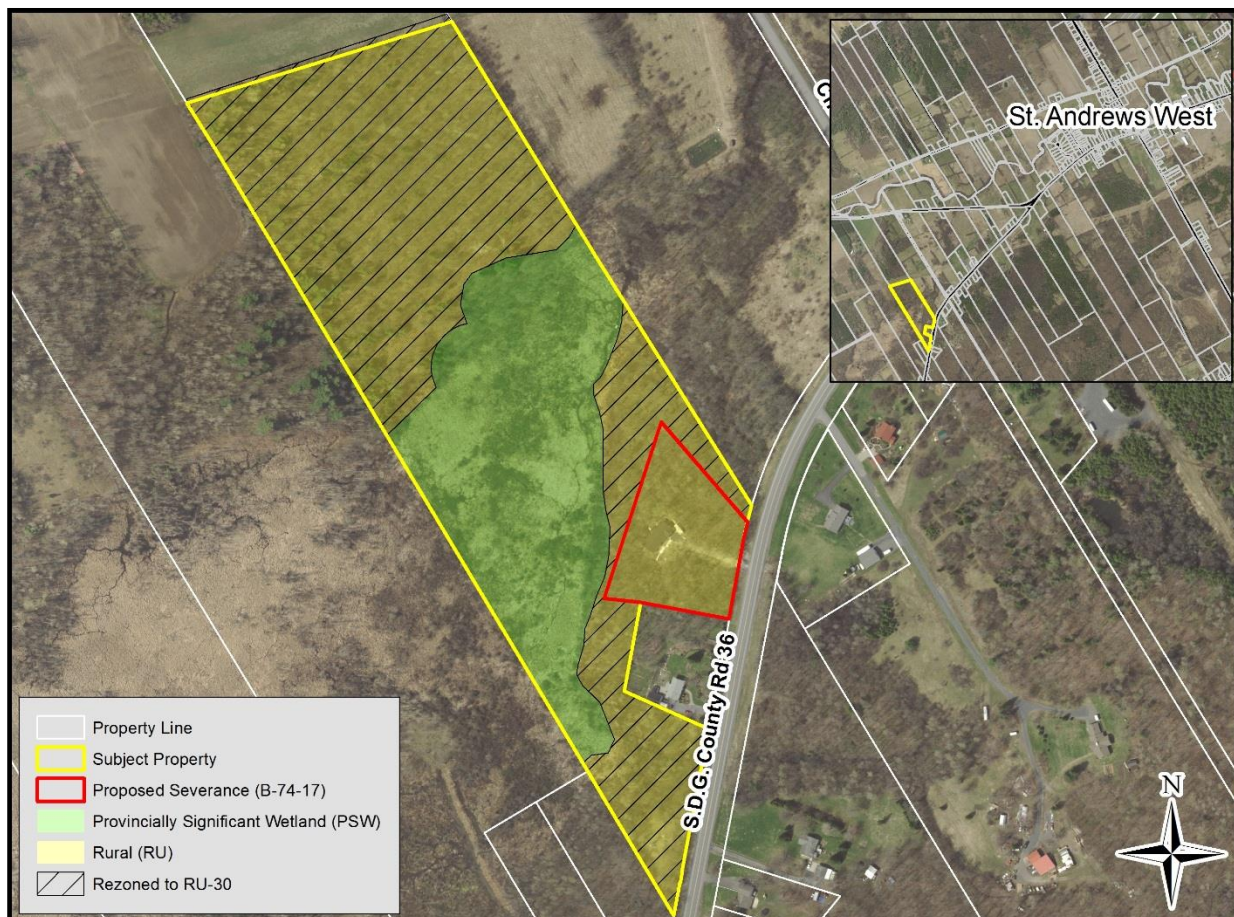 St. Andrews West
S.D.G. County Rd 36
Property Line
Subject Property
Proposed Severance (B-74-17)
Provincially Significant Wetland (PSW)
Rural (RU)
Rezoned to RU-30
N